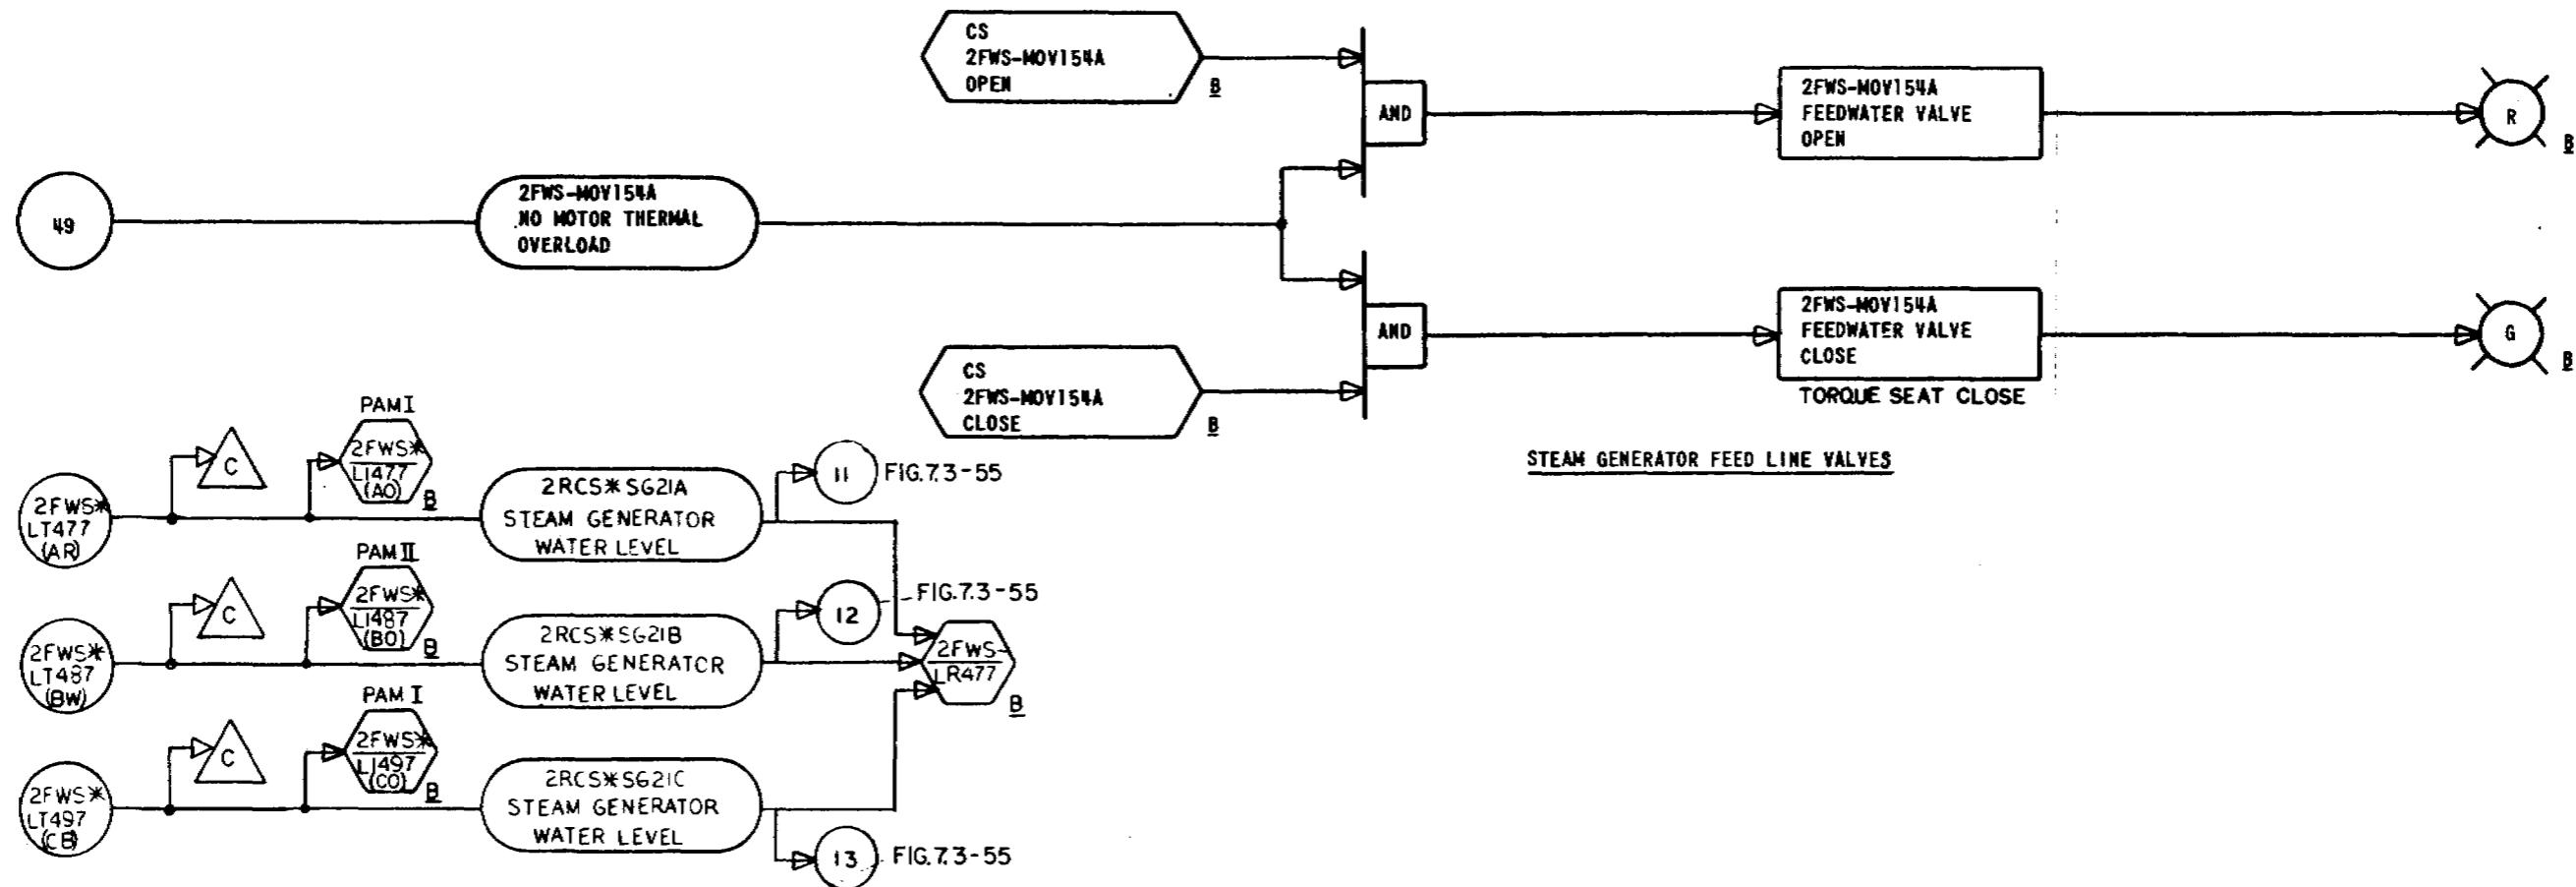 CS
2FWS-MOV154A
OPEN
B
AND
2FWS-MOV154A
FEEDWATER VALVE
OPEN
R
B
49
2FWS-MOV154A
NO MOTOR THERMAL
OVERLOAD
CS
2FWS-MOV154A
CLOSE
B
AND
2FWS-MOV154A
FEEDWATER VALVE
CLOSE
TORQUE SEAT CLOSE
G
B
STEAM GENERATOR FEED LINE VALVES
2FWS*
LT477
(AR)
C
PAM I
2FWS*
LI477
(AO)
B
2RCS*SG21A
STEAM GENERATOR
WATER LEVEL
11
FIG.7.3-55
2FWS*
LT487
(BW)
C
PAM II
2FWS*
LI487
(BO)
B
2RCS*SG21B
STEAM GENERATOR
WATER LEVEL
12
FIG.7.3-55
2FWS-
LR477
B
2FWS*
LT497
(CB)
C
PAM I
2FWS*
LI497
(CO)
B
2RCS*SG21C
STEAM GENERATOR
WATER LEVEL
13
FIG.7.3-55